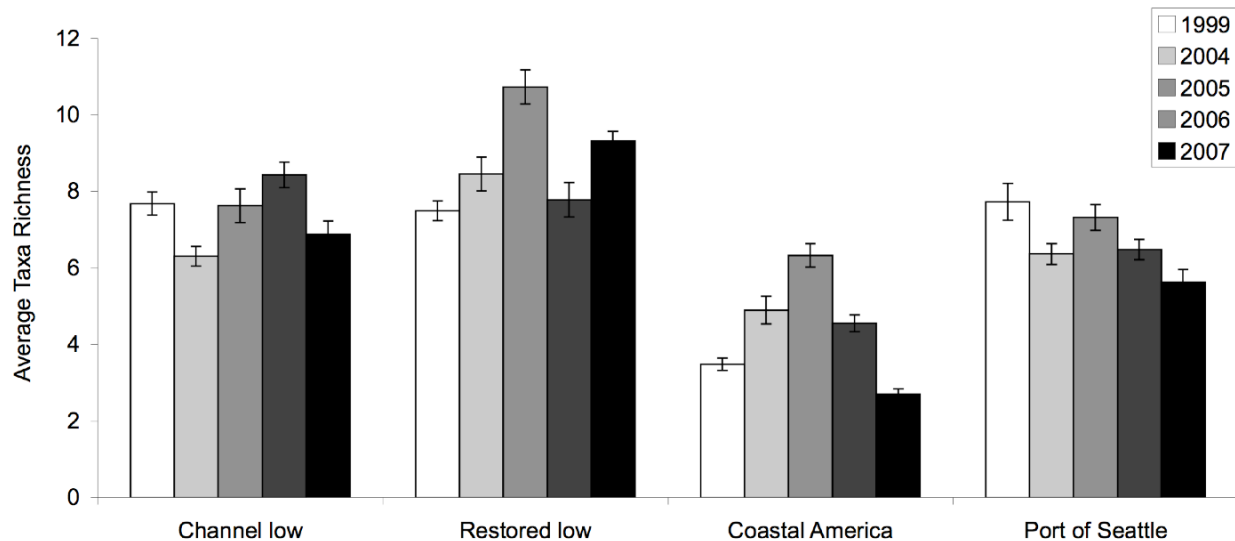 Average Taxa Richness
12
10
8
6
4
2
0
Channel low
Restored low
Coastal America
Port of Seattle
1999
2004
2005
2006
2007